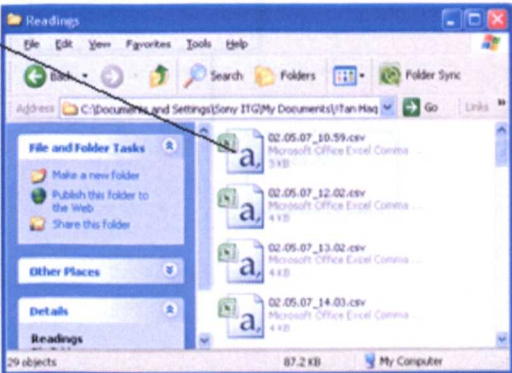 Readings
File Edit View Favorites Tools Help
Back Search Folders Folder Sync
Address C:\Documents and Settings\Sony ITG\My Documents\!Tan Haq Go Links »
File and Folder Tasks
Make a new folder
Publish this folder to
the Web
Share this folder
Other Places
Details
Readings
02.05.07_10.59.csv
Microsoft Office Excel Comma ...
3 KB
02.05.07_12.02.csv
Microsoft Office Excel Comma ...
4 KB
02.05.07_13.02.csv
Microsoft Office Excel Comma ...
4 KB
02.05.07_14.03.csv
Microsoft Office Excel Comma ...
4 KB
29 objects 87.2 KB My Computer